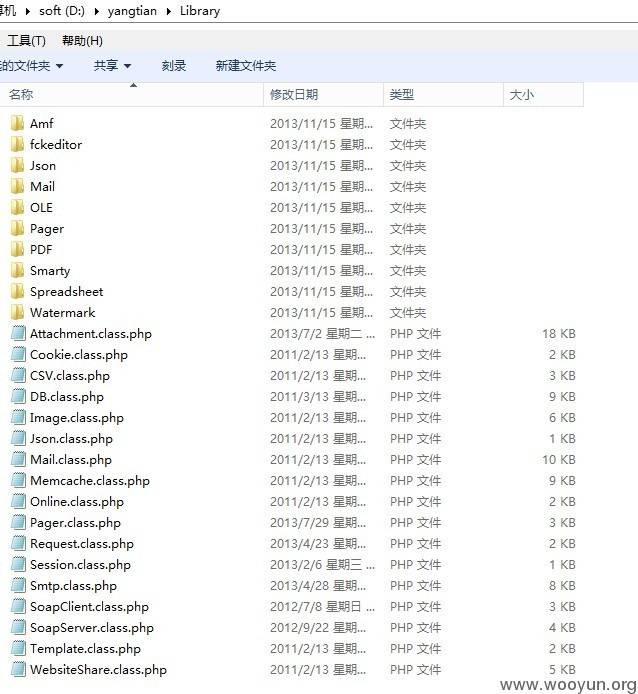 算机 ▸ soft (D:) ▸ yangtian ▸ Library
工具(T) 帮助(H)
的文件夹 共享 刻录 新建文件夹
名称 修改日期 类型 大小
Amf 2013/11/15 星期... 文件夹
fckeditor 2013/11/15 星期... 文件夹
Json 2013/11/15 星期... 文件夹
Mail 2013/11/15 星期... 文件夹
OLE 2013/11/15 星期... 文件夹
Pager 2013/11/15 星期... 文件夹
PDF 2013/11/15 星期... 文件夹
Smarty 2013/11/15 星期... 文件夹
Spreadsheet 2013/11/15 星期... 文件夹
Watermark 2013/11/15 星期... 文件夹
Attachment.class.php 2013/7/2 星期二 ... PHP 文件 18 KB
Cookie.class.php 2011/2/13 星期... PHP 文件 2 KB
CSV.class.php 2011/2/13 星期... PHP 文件 3 KB
DB.class.php 2011/3/13 星期... PHP 文件 9 KB
Image.class.php 2011/2/13 星期... PHP 文件 6 KB
Json.class.php 2011/2/13 星期... PHP 文件 1 KB
Mail.class.php 2011/2/13 星期... PHP 文件 10 KB
Memcache.class.php 2011/2/13 星期... PHP 文件 9 KB
Online.class.php 2011/2/13 星期... PHP 文件 2 KB
Pager.class.php 2013/7/29 星期... PHP 文件 3 KB
Request.class.php 2013/4/23 星期... PHP 文件 2 KB
Session.class.php 2013/2/6 星期三 ... PHP 文件 1 KB
Smtp.class.php 2013/4/28 星期... PHP 文件 8 KB
SoapClient.class.php 2012/7/8 星期日 ... PHP 文件 3 KB
SoapServer.class.php 2012/9/22 星期... PHP 文件 4 KB
Template.class.php 2011/2/13 星期... PHP 文件 2 KB
WebsiteShare.class.php 2011/2/13 星期... PHP 文件 5 KB
www.wooyun.org